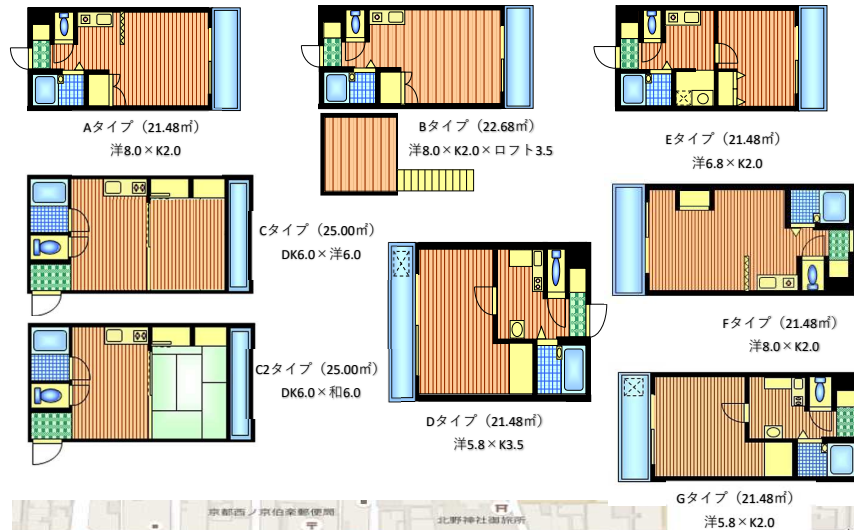 Aタイプ（21.48㎡）
洋8.0×K2.0
Bタイプ（22.68㎡）
洋8.0×K2.0×ロフト3.5
Eタイプ（21.48㎡）
洋6.8×K2.0
Cタイプ（25.00㎡）
DK6.0×洋6.0
Fタイプ（21.48㎡）
洋8.0×K2.0
C2タイプ（25.00㎡）
DK6.0×和6.0
Dタイプ（21.48㎡）
洋5.8×K3.5
Gタイプ（21.48㎡）
洋5.8×K2.0
京都西ノ京伯楽郵便局
北野神社御旅所